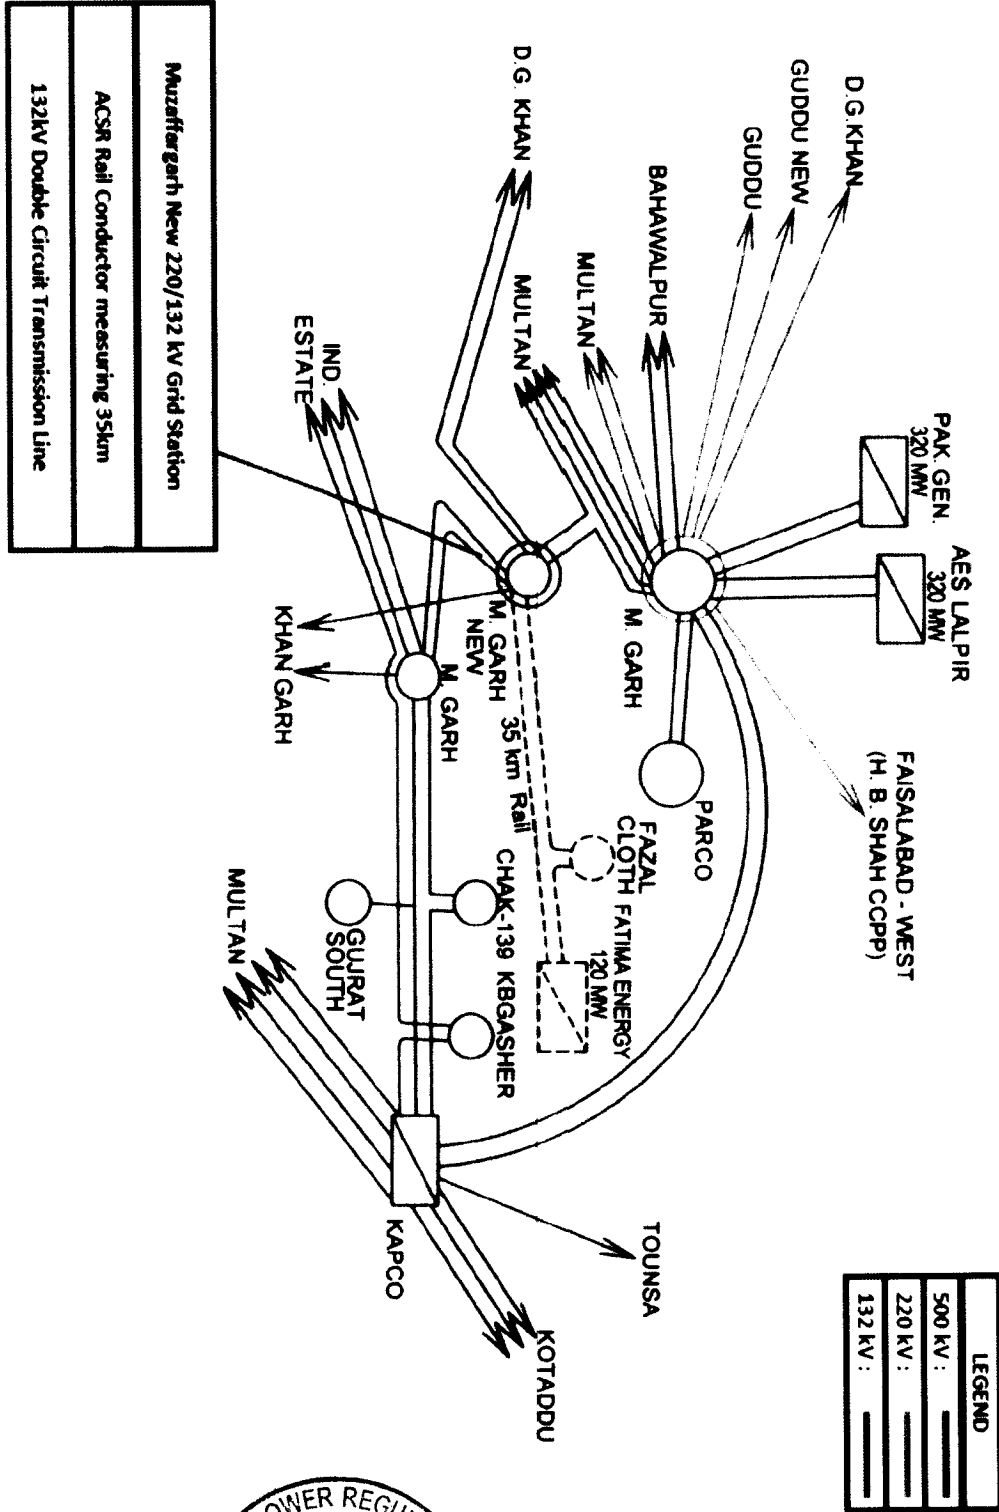 LEGEND
500 kV :
220 kV :
132 kV :
PAK. GEN.
320 MW
AES LALPIR
320 MW
FAISALABAD - WEST
(H. B. SHAH CCPP)
D.G.KHAN
GUDDU NEW
GUDDU
BAHAWALPUR
MULTAN
MULTAN
D.G. KHAN
M. GARH
PARCO
FAZAL
CLOTH
FATIMA ENERGY
120 MW
TOUNSA
M. GARH
NEW
35 km Rail
CHAK-139
KBGASHER
KOTADDU
M. GARH
IND.
ESTATE
KHAN GARH
GUJRAT
SOUTH
KAPCO
MULTAN
Muzaffargarh New 220/132 kV Grid Station
ACSR Rail Conductor measuring 35km
132kV Double Circuit Transmission Line